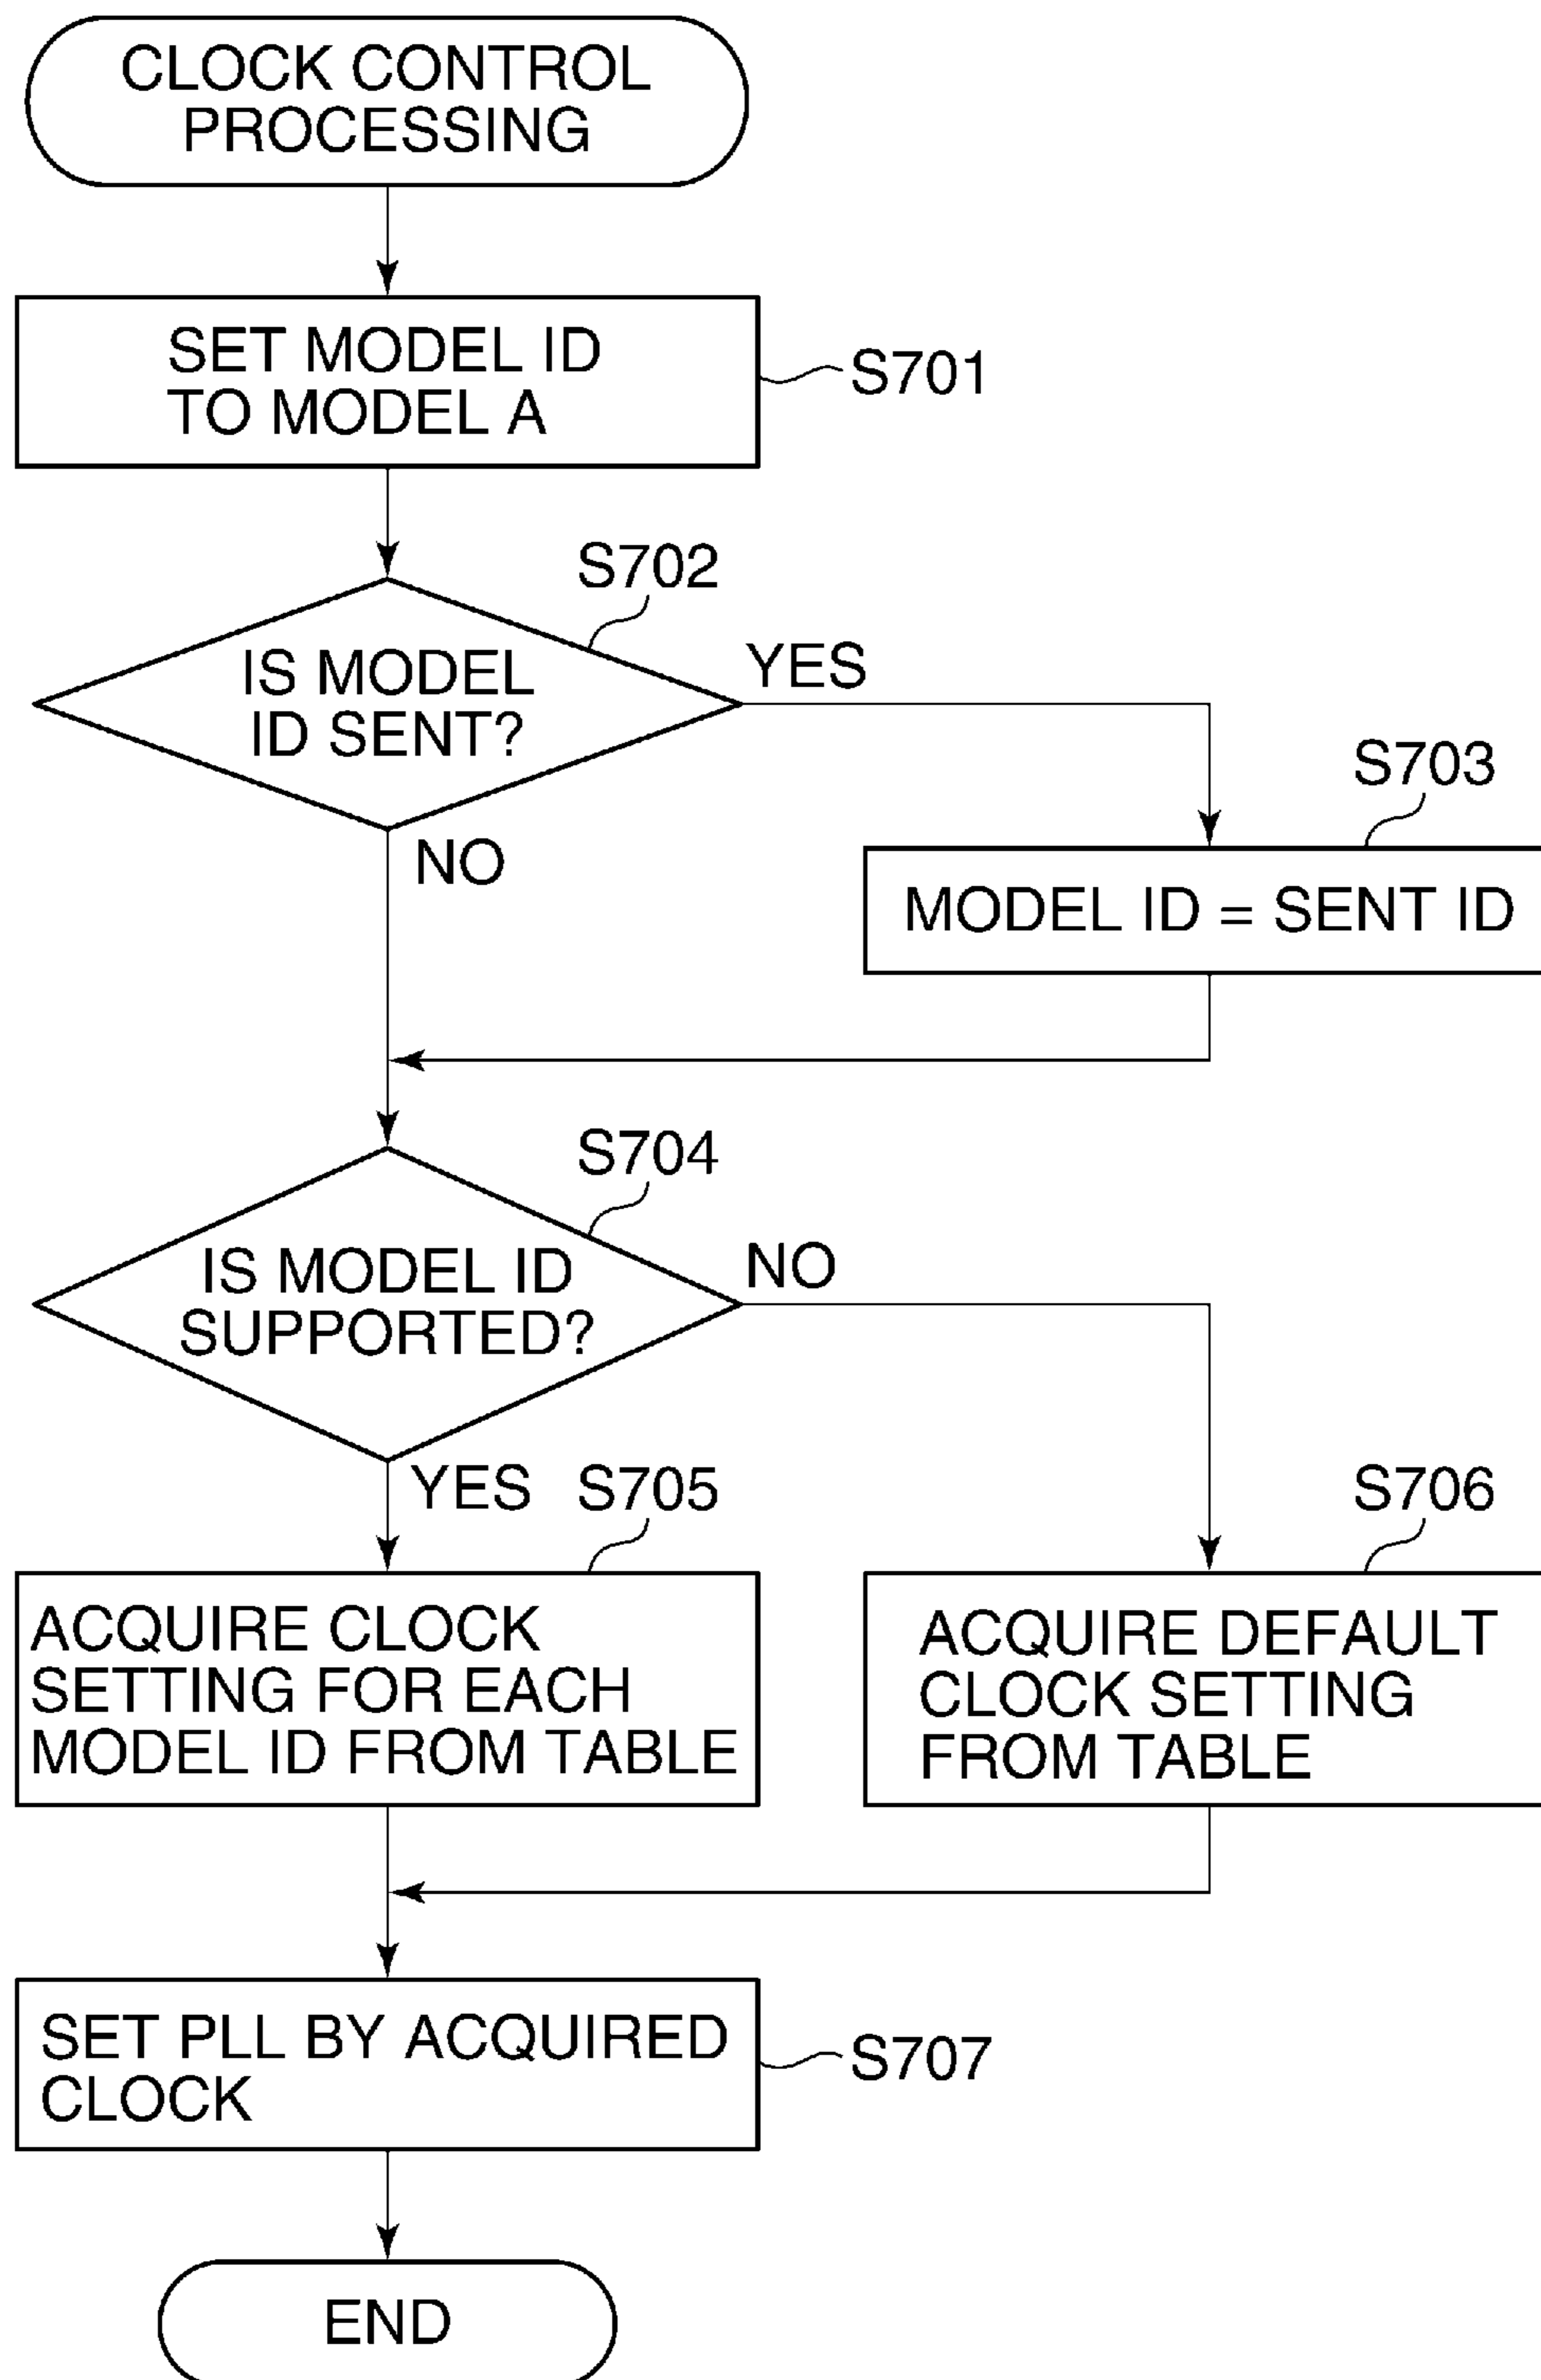 CLOCK CONTROL
PROCESSING
SET MODEL ID
TO MODEL A
S701
S702
IS MODEL
ID SENT?
YES
NO
S703
MODEL ID = SENT ID
S704
IS MODEL ID
SUPPORTED?
NO
YES
S705
ACQUIRE CLOCK
SETTING FOR EACH
MODEL ID FROM TABLE
S706
ACQUIRE DEFAULT
CLOCK SETTING
FROM TABLE
SET PLL BY ACQUIRED
CLOCK
S707
END